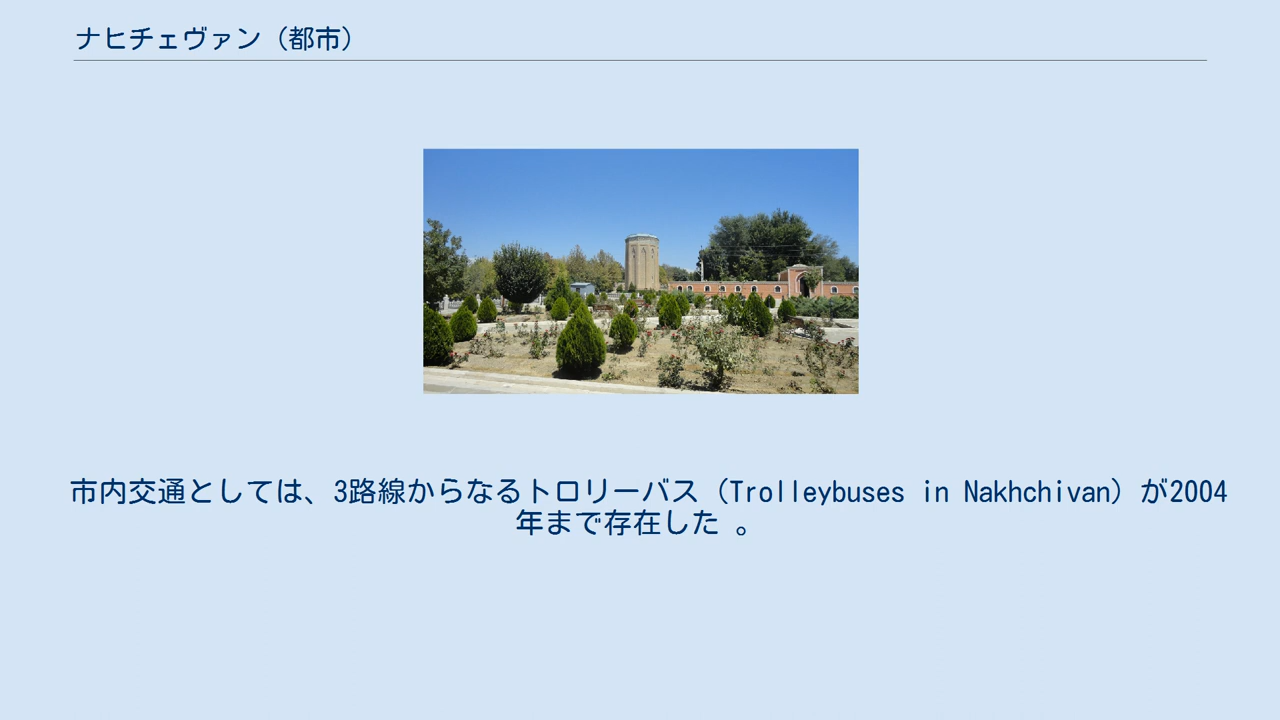 ナヒチェヴァン（都市）
市内交通としては、3路線からなるトロリーバス（Trolleybuses in Nakhchivan）が2004
年まで存在した 。